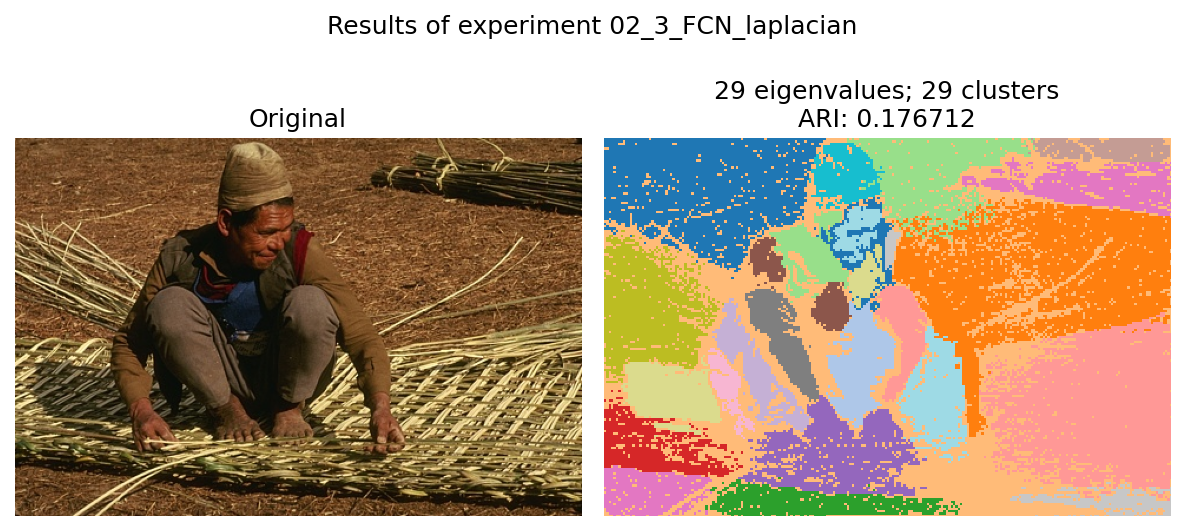 Results of experiment 02_3_FCN_laplacian
Original
29 eigenvalues; 29 clusters
ARI: 0.176712